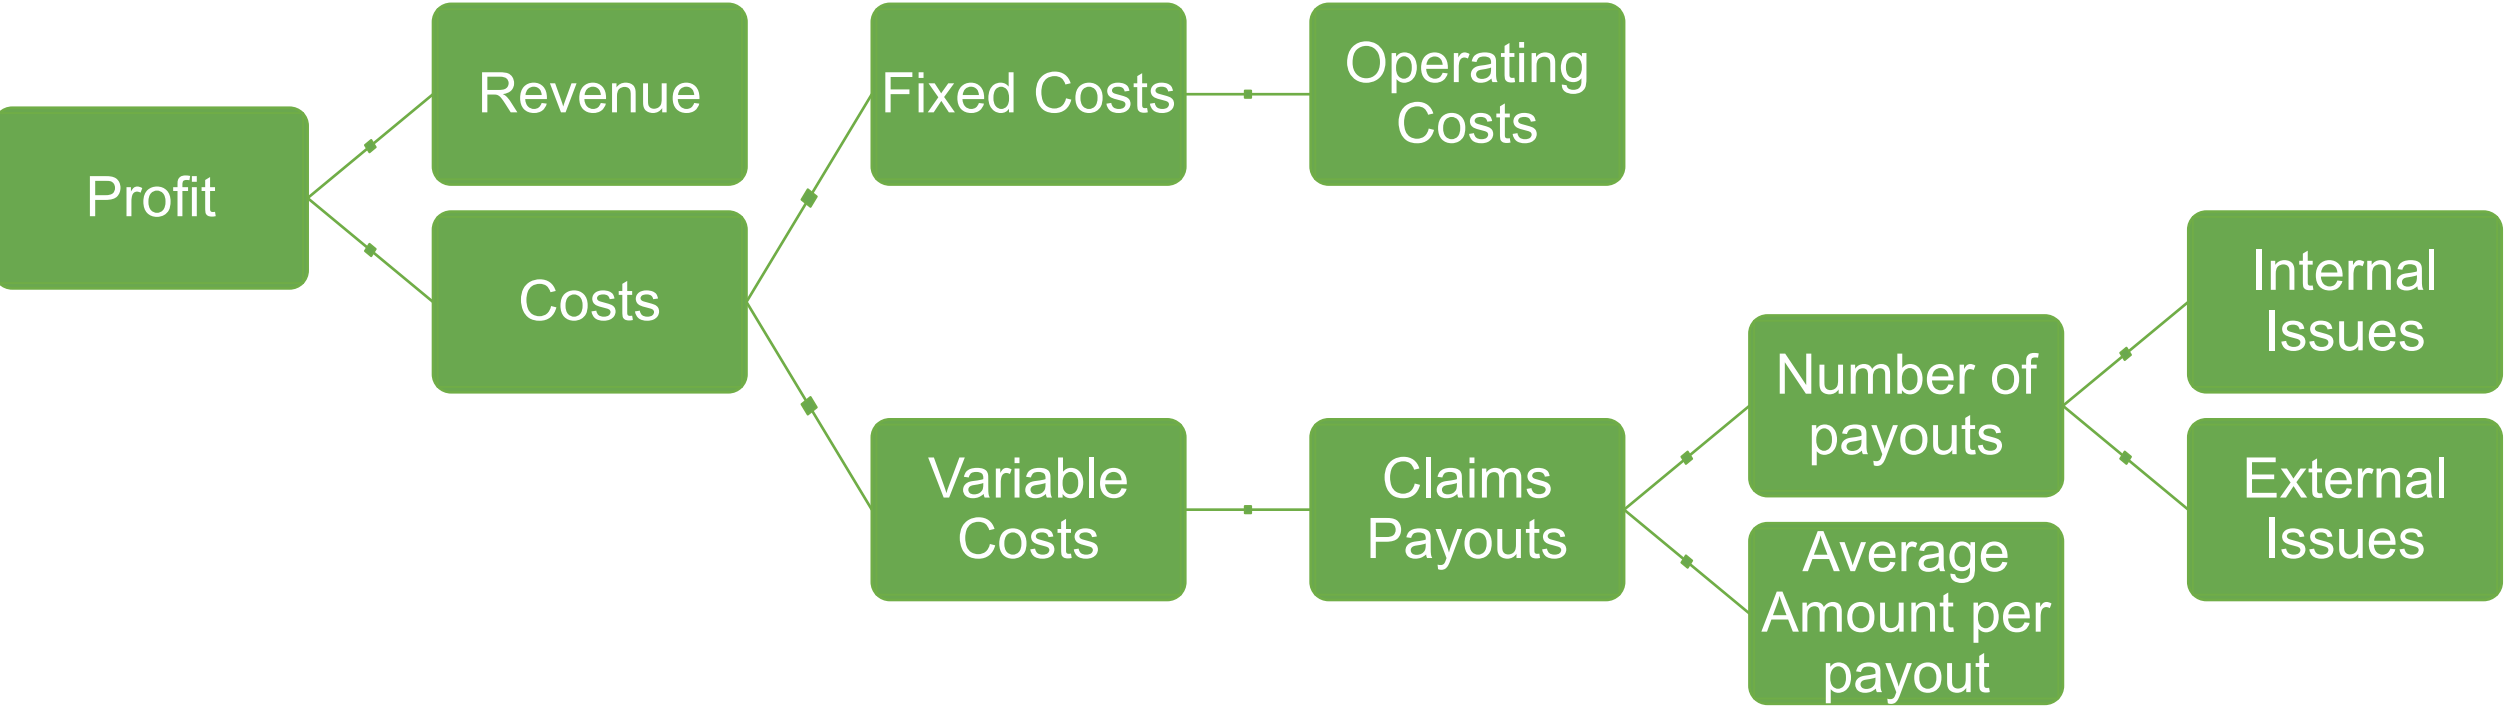 Profit
Revenue
Costs
Fixed Costs
Variable
Costs
Operating
Costs
Claims
Payouts
Number of
payouts
Average
Amount per
payout
Internal
Issues
External
Issues